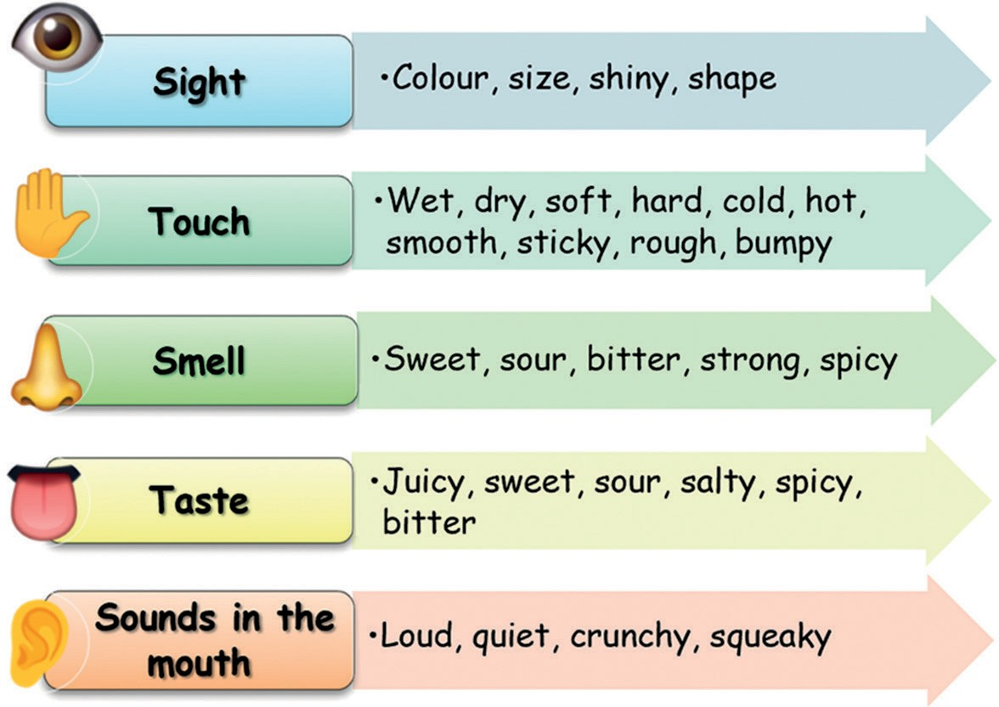 Sight
•Colour, size, shiny, shape
Touch
•Wet, dry, soft, hard, cold, hot,
smooth, sticky, rough, bumpy
Smell
•Sweet, sour, bitter, strong, spicy
Taste
•Juicy, sweet, sour, salty, spicy,
bitter
Sounds in the
mouth
•Loud, quiet, crunchy, squeaky